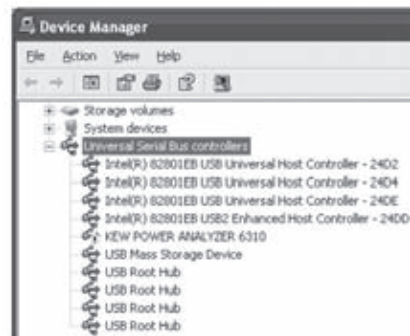 Device Manager
File Action View Help
Storage volumes
System devices
Universal Serial Bus controllers
Intel(R) 82801EB USB Universal Host Controller - 24D2
Intel(R) 82801EB USB Universal Host Controller - 24D4
Intel(R) 82801EB USB Universal Host Controller - 24DE
Intel(R) 82801EB USB2 Enhanced Host Controller - 24DD
KEW POWER ANALYZER 6310
USB Mass Storage Device
USB Root Hub
USB Root Hub
USB Root Hub
USB Root Hub